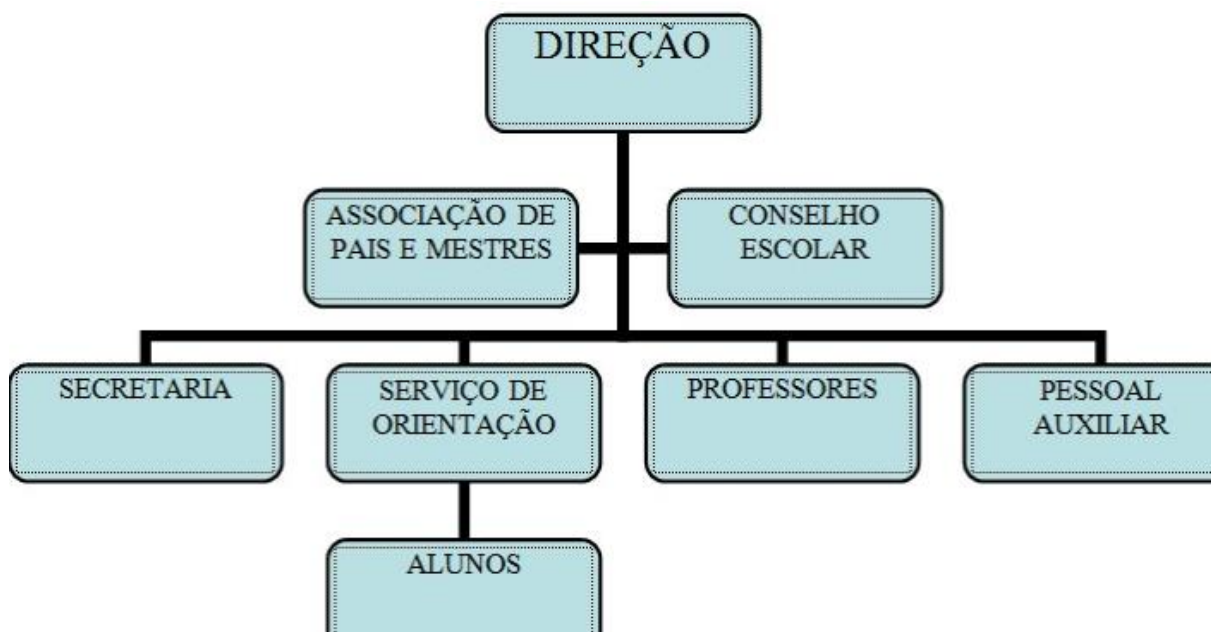 DIREÇÃO
ASSOCIAÇÃO DE
PAIS E MESTRES
CONSELHO
ESCOLAR
SECRETARIA
SERVIÇO DE
ORIENTAÇÃO
PROFESSORES
PESSOAL
AUXILIAR
ALUNOS